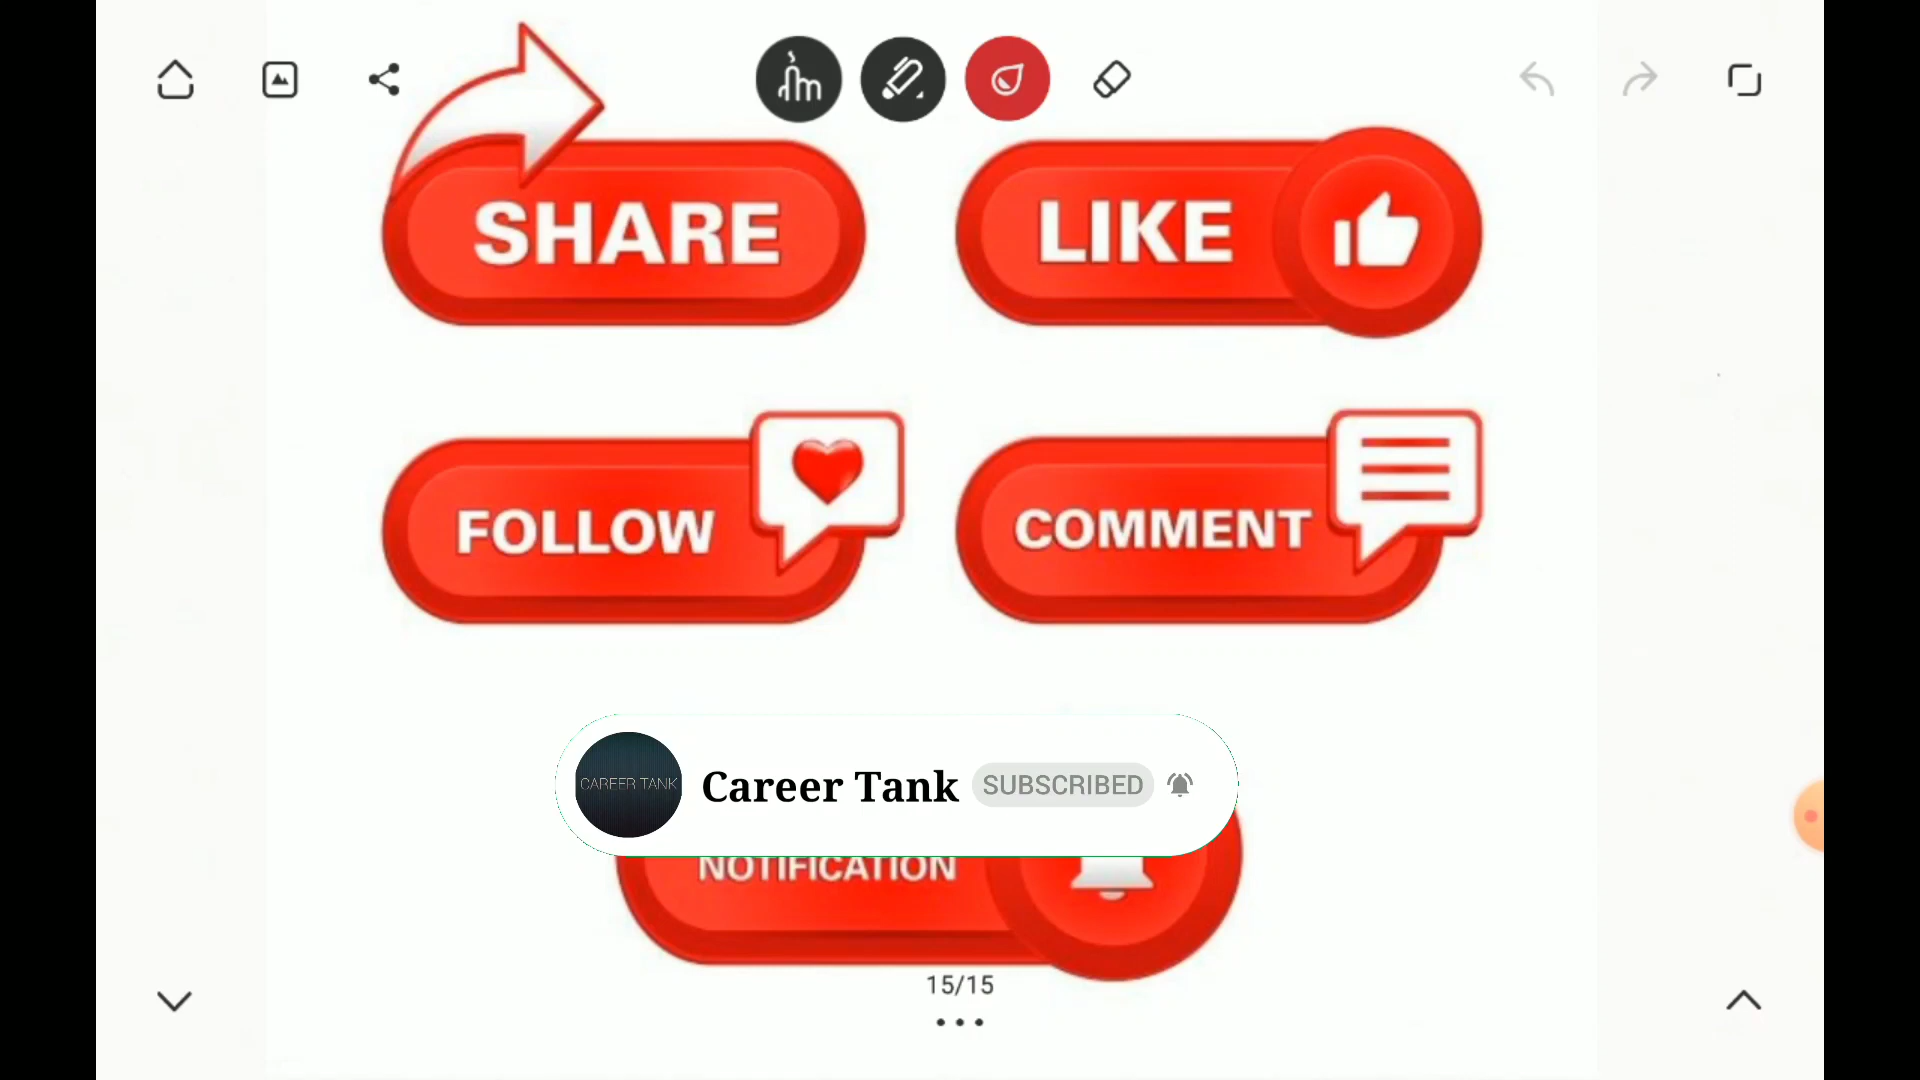 SHARE
LIKE
FOLLOW
COMMENT
CAREER TANK
Career Tank
SUBSCRIBED
NOTIFICATION
15/15